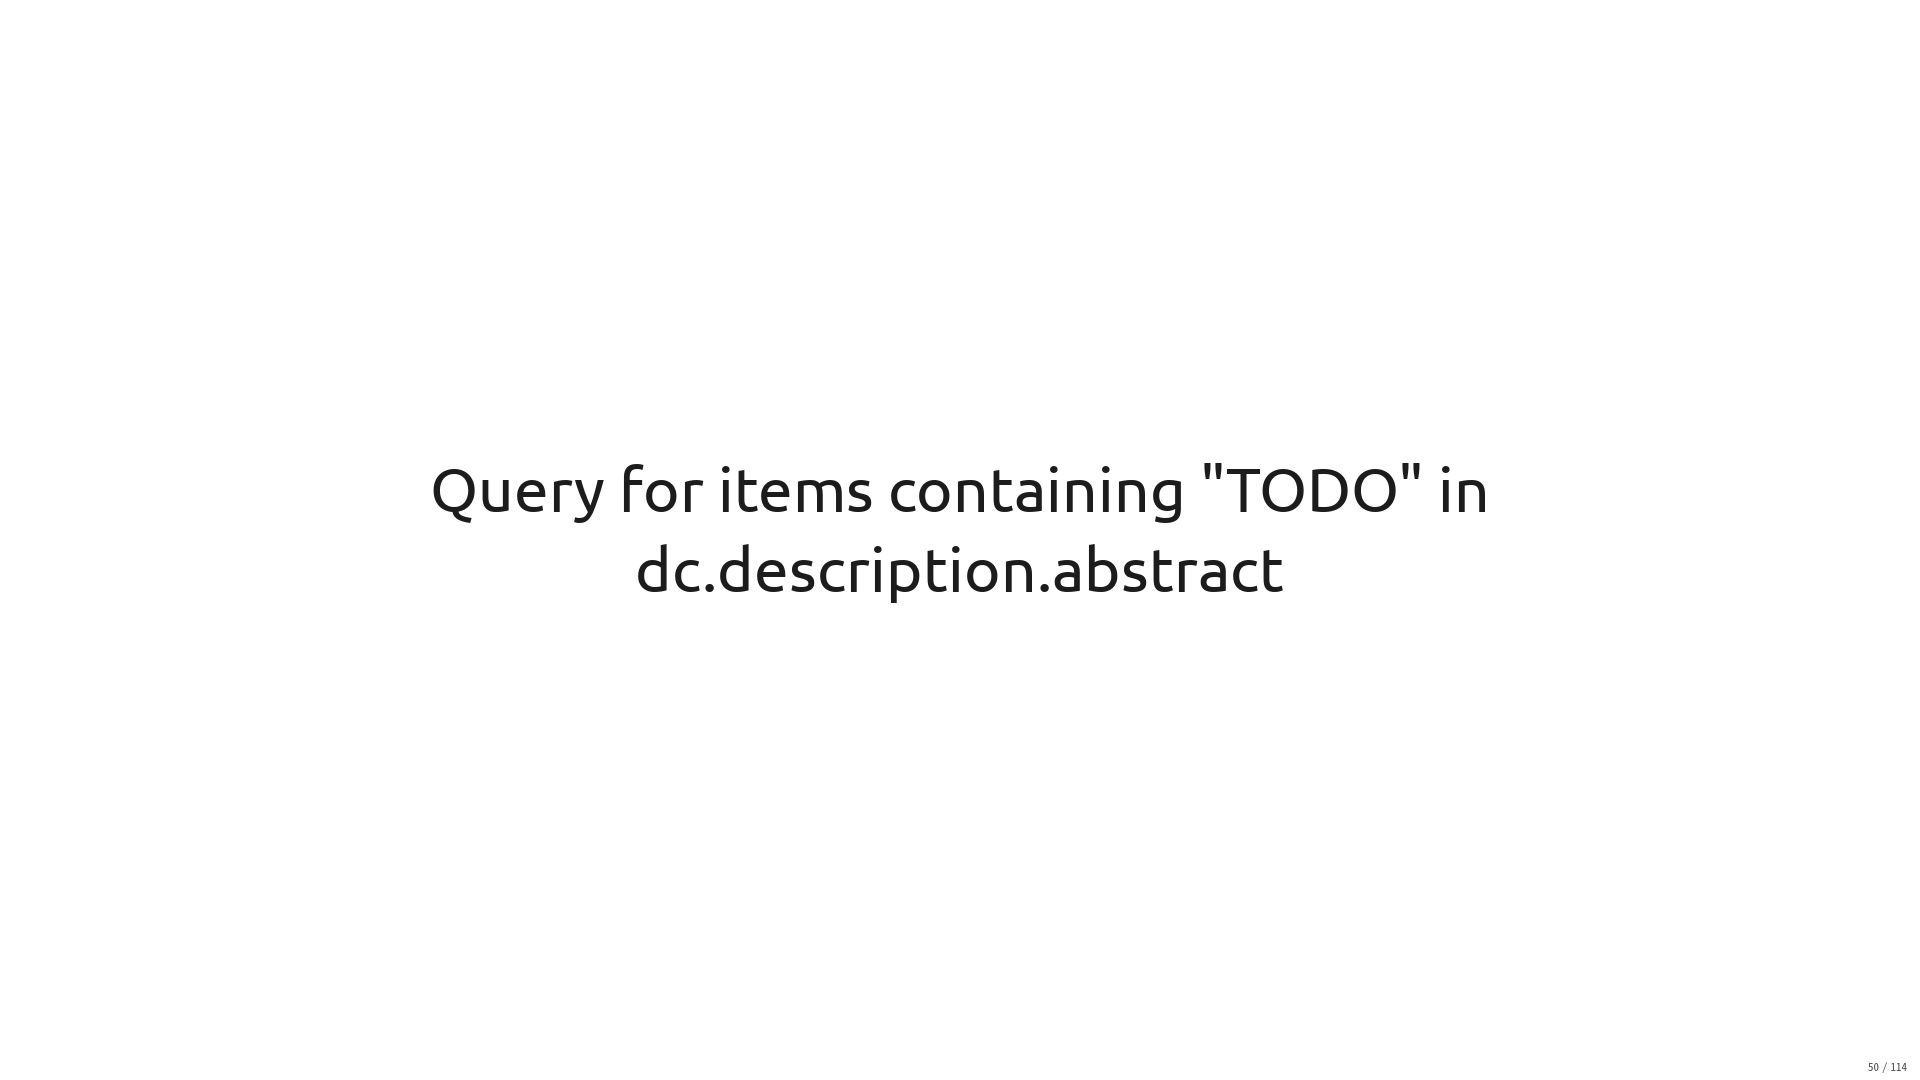 Query for items containing "TODO" in
dc.description.abstract
50 / 114